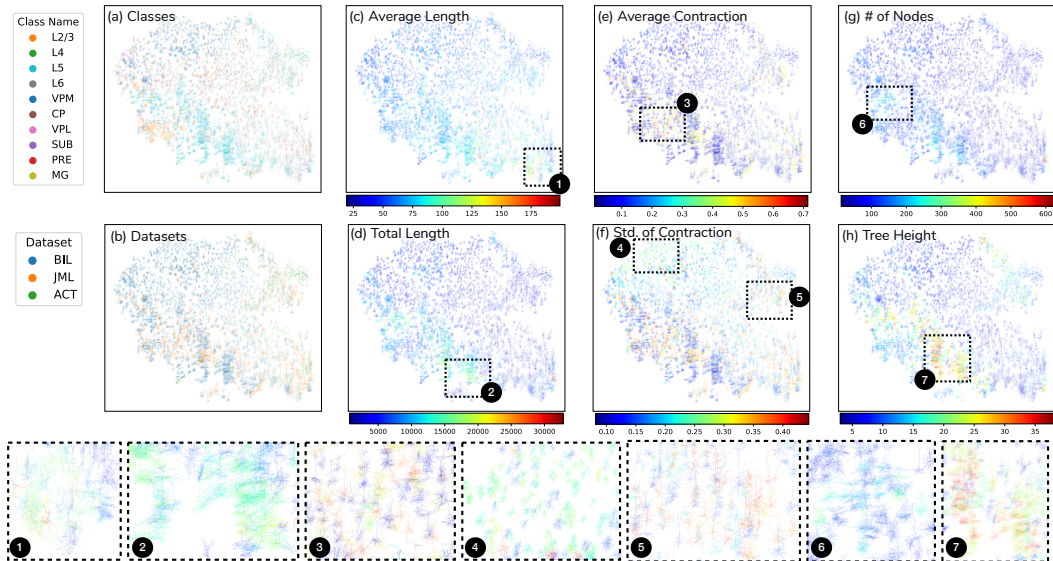 Class Name
L2/3
L4
L5
L6
VPM
CP
VPL
SUB
PRE
MG
(a) Classes
(c) Average Length
1
25 50 75 100 125 150 175
(e) Average Contraction
3
0.1 0.2 0.3 0.4 0.5 0.6 0.7
(g) # of Nodes
6
100 200 300 400 500 600
Dataset
BIL
JML
ACT
(b) Datasets
(d) Total Length
2
5000 10000 15000 20000 25000 30000
(f) Std. of Contraction
4
5
0.10 0.15 0.20 0.25 0.30 0.35 0.40
(h) Tree Height
7
5 10 15 20 25 30 35
1
2
3
4
5
6
7